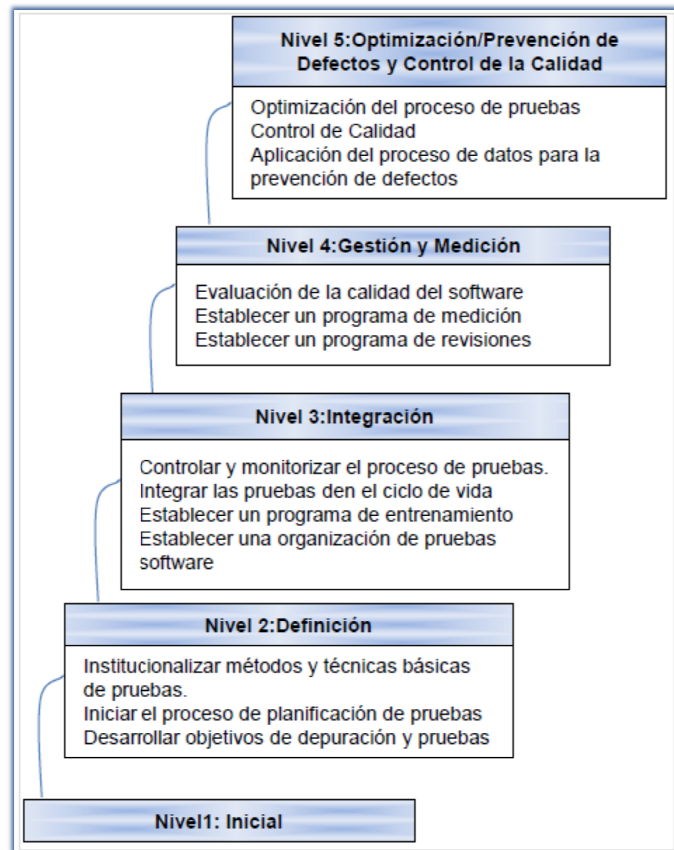 Nivel 5:Optimización/Prevención de
Defectos y Control de la Calidad
Optimización del proceso de pruebas
Control de Calidad
Aplicación del proceso de datos para la
prevención de defectos
Nivel 4:Gestión y Medición
Evaluación de la calidad del software
Establecer un programa de medición
Establecer un programa de revisiones
Nivel 3:Integración
Controlar y monitorizar el proceso de pruebas.
Integrar las pruebas den el ciclo de vida
Establecer un programa de entrenamiento
Establecer una organización de pruebas
software
Nivel 2:Definición
Institucionalizar métodos y técnicas básicas
de pruebas.
Iniciar el proceso de planificación de pruebas
Desarrollar objetivos de depuración y pruebas
Nivel1: Inicial